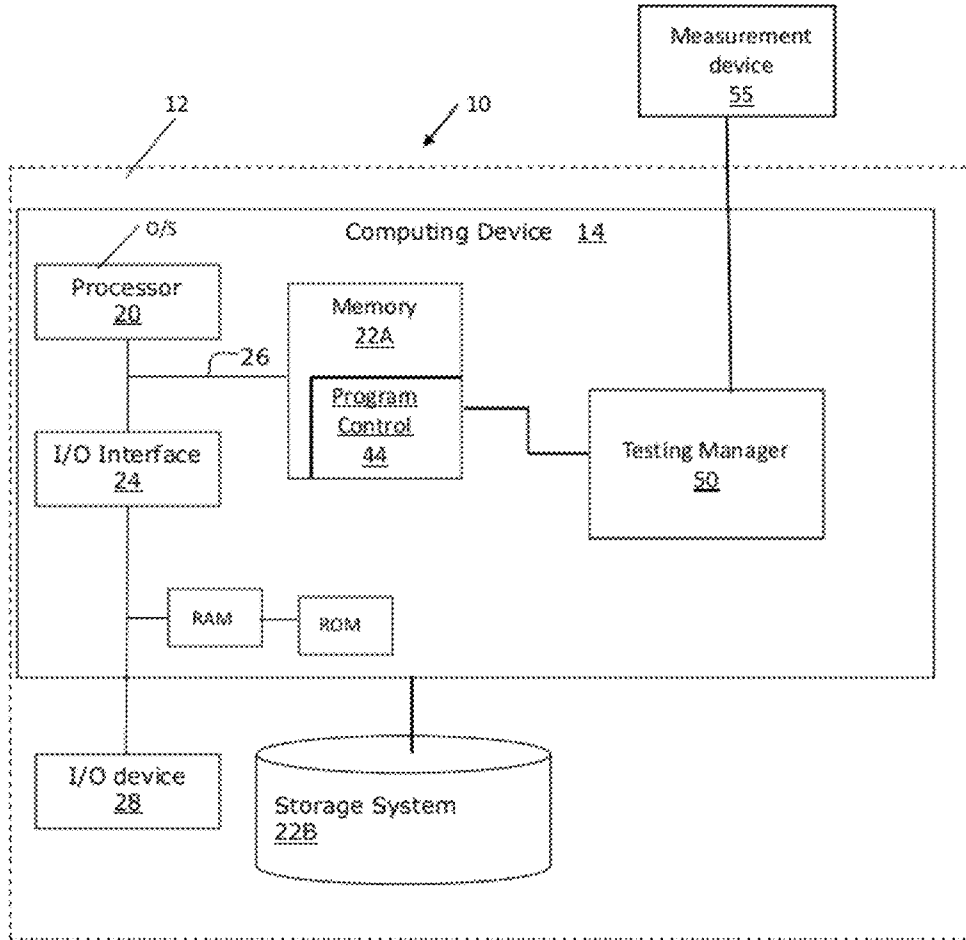 Measurement
device
55
12
10
O/S
Computing Device 14
Processor
20
Memory
22A
26
Program
Control
44
I/O Interface
24
Testing Manager
50
RAM
ROM
I/O device
28
Storage System
22B